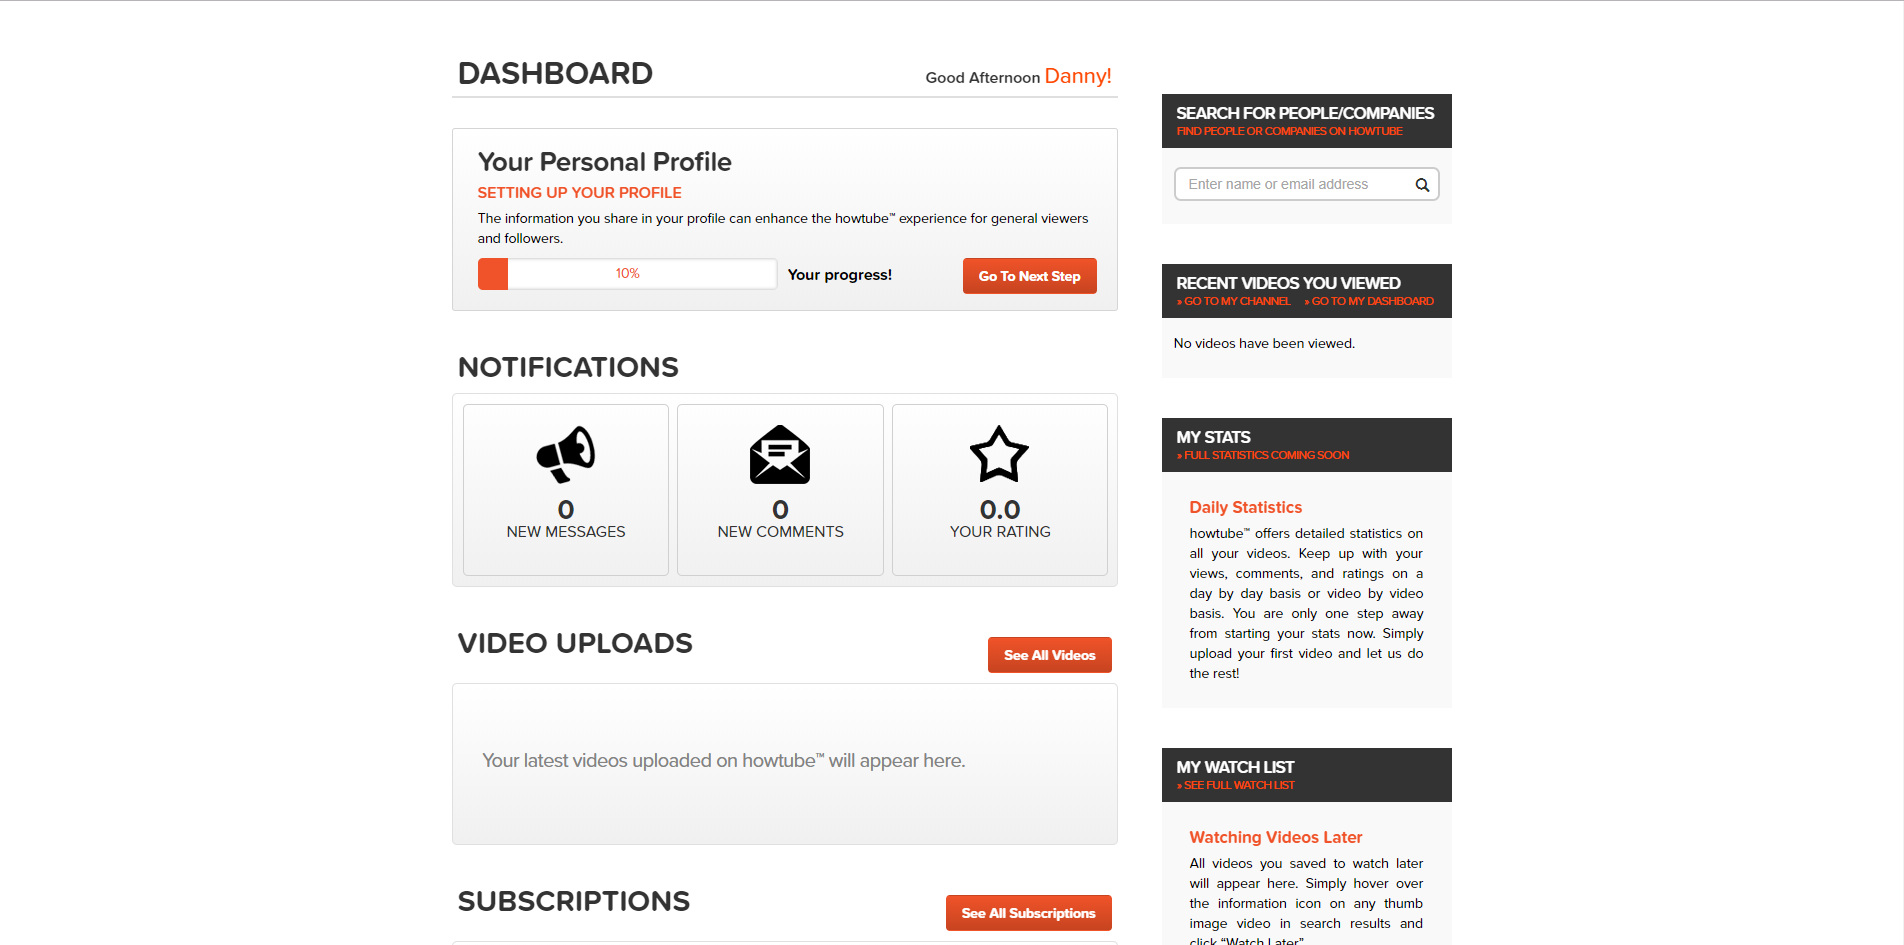 DASHBOARD
Good Afternoon Danny!
Your Personal Profile
SETTING UP YOUR PROFILE
The information you share in your profile can enhance the howtube™ experience for general viewers
and followers.
10%
Your progress!
Go To Next Step
NOTIFICATIONS
0
NEW MESSAGES
0
NEW COMMENTS
0.0
YOUR RATING
VIDEO UPLOADS
See All Videos
Your latest videos uploaded on howtube™ will appear here.
SUBSCRIPTIONS
See All Subscriptions
SEARCH FOR PEOPLE/COMPANIES
FIND PEOPLE OR COMPANIES ON HOWTUBE
Enter name or email address
RECENT VIDEOS YOU VIEWED
» GO TO MY CHANNEL » GO TO MY DASHBOARD
No videos have been viewed.
MY STATS
» FULL STATISTICS COMING SOON
Daily Statistics
howtube™ offers detailed statistics on
all your videos. Keep up with your
views, comments, and ratings on a
day by day basis or video by video
basis. You are only one step away
from starting your stats now. Simply
upload your first video and let us do
the rest!
MY WATCH LIST
» SEE FULL WATCH LIST
Watching Videos Later
All videos you saved to watch later
will appear here. Simply hover over
the information icon on any thumb
image video in search results and
click “Watch Later”